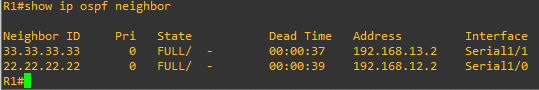 R1#show ip ospf neighbor
Neighbor ID     Pri   State           Dead Time   Address         Interface
33.33.33.33       0   FULL/  -        00:00:37    192.168.13.2    Serial1/1
22.22.22.22       0   FULL/  -        00:00:39    192.168.12.2    Serial1/0
R1#